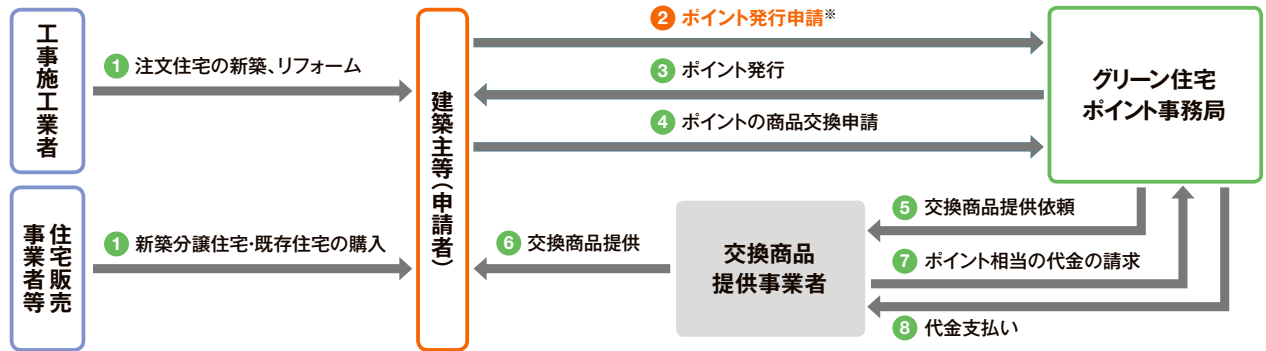 工事施工業者
① 注文住宅の新築、リフォーム
住宅販売
事業者等
① 新築分譲住宅・既存住宅の購入
建築主等(申請者)
② ポイント発行申請※
③ ポイント発行
④ ポイントの商品交換申請
グリーン住宅
ポイント事務局
⑤ 交換商品提供依頼
⑥ 交換商品提供
交換商品
提供事業者
⑦ ポイント相当の代金の請求
⑧ 代金支払い